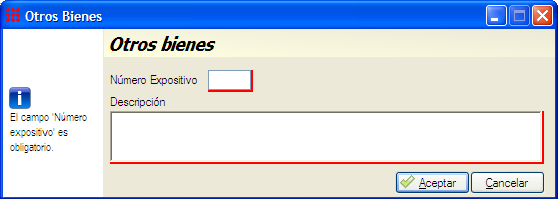 Otros Bienes
Otros bienes
Número Expositivo
Descripción
El campo 'Número
expositivo' es
obligatorio.
Aceptar
Cancelar